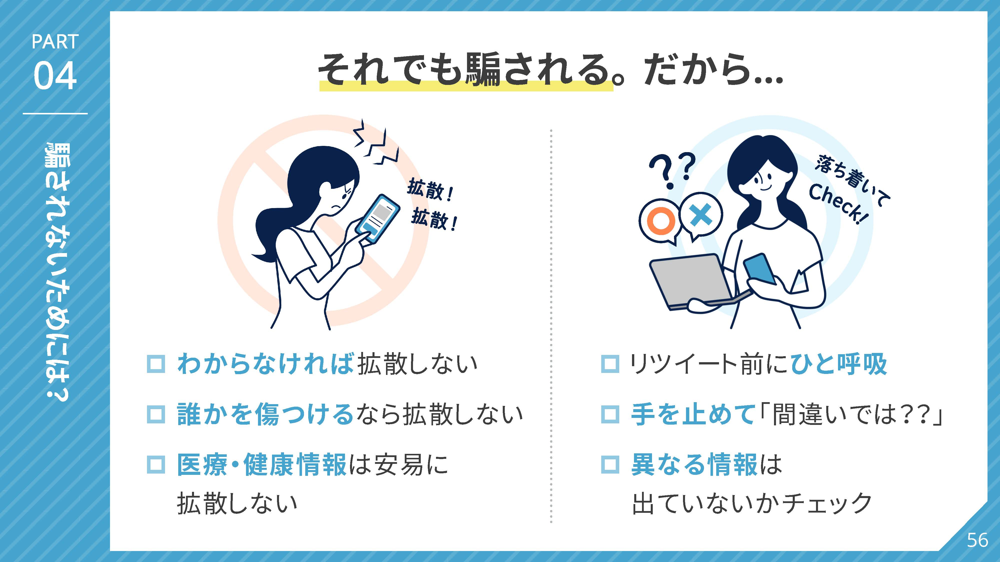 PART
04
騙されないためには？
それでも騙される。だから...
拡散！
拡散！
??
落ち着いて
Check!
わからなければ拡散しない
誰かを傷つけるなら拡散しない
医療・健康情報は安易に
拡散しない
リツイート前にひと呼吸
手を止めて「間違いでは？？」
異なる情報は
出ていないかチェック
56